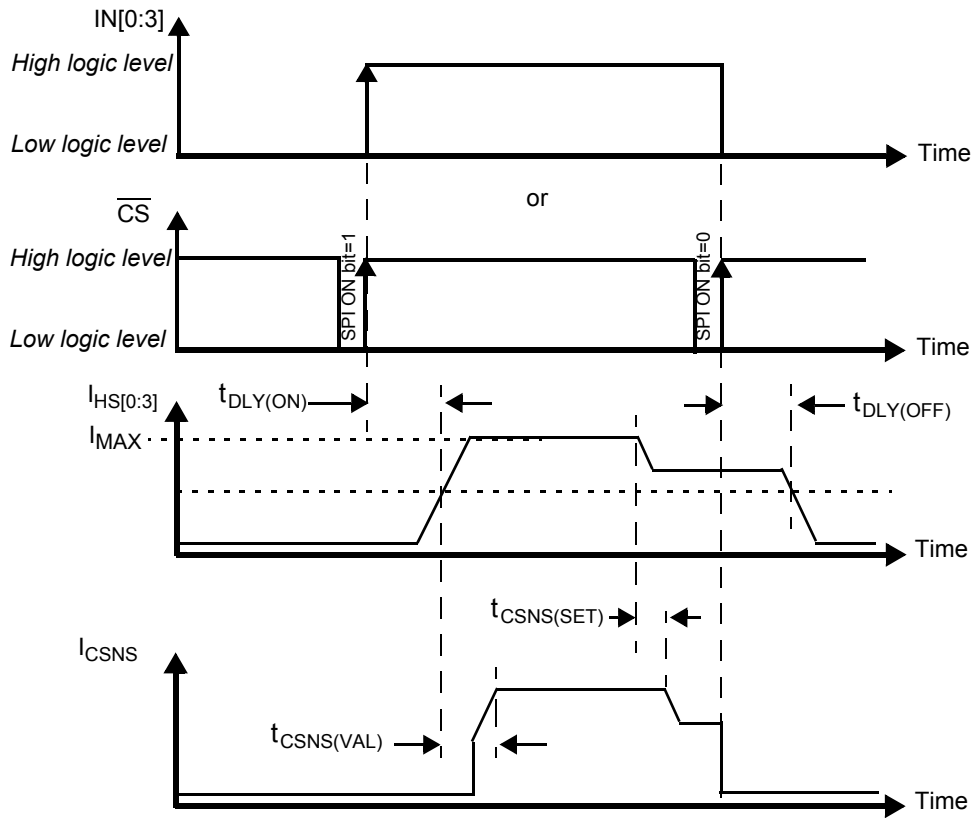 IN[0:3]
High logic level
Low logic level
Time
or
CS
High logic level
SPI ON bit=1
SPI ON bit=0
Low logic level
Time
IHS[0:3]
tDLY(ON)
tDLY(OFF)
IMAX
Time
tCSNS(SET)
ICSNS
tCSNS(VAL)
Time